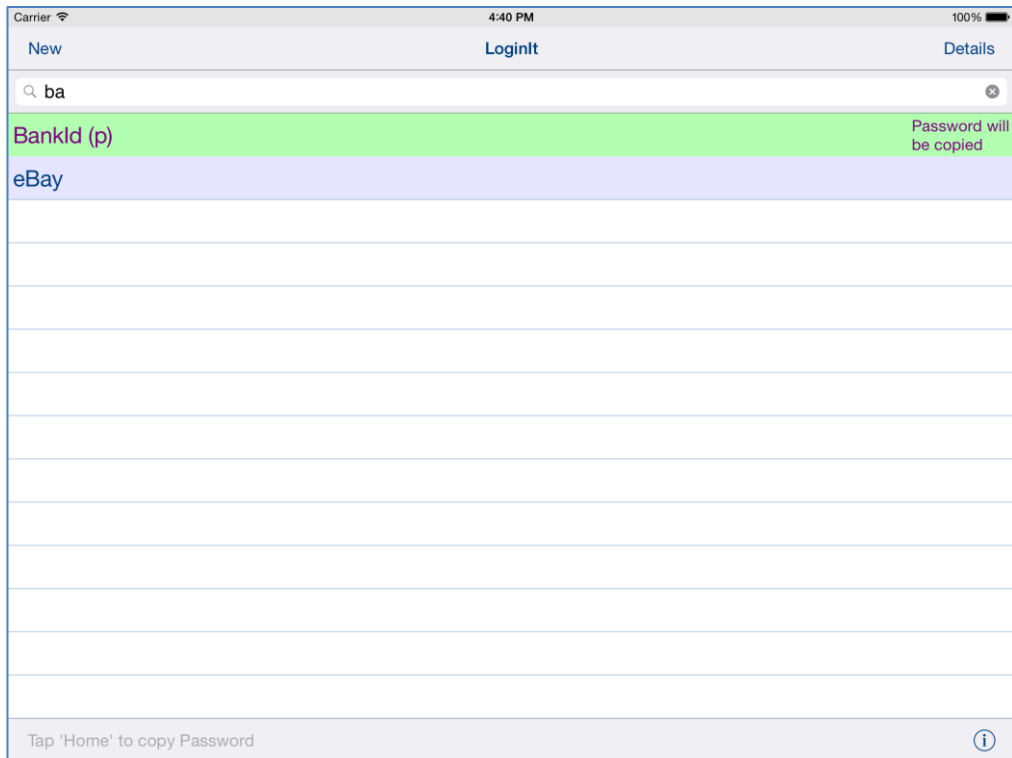 Carrier 4:40 PM 100%
New LoginIt Details
ba
BankId (p) Password will
be copied
eBay
Tap 'Home' to copy Password